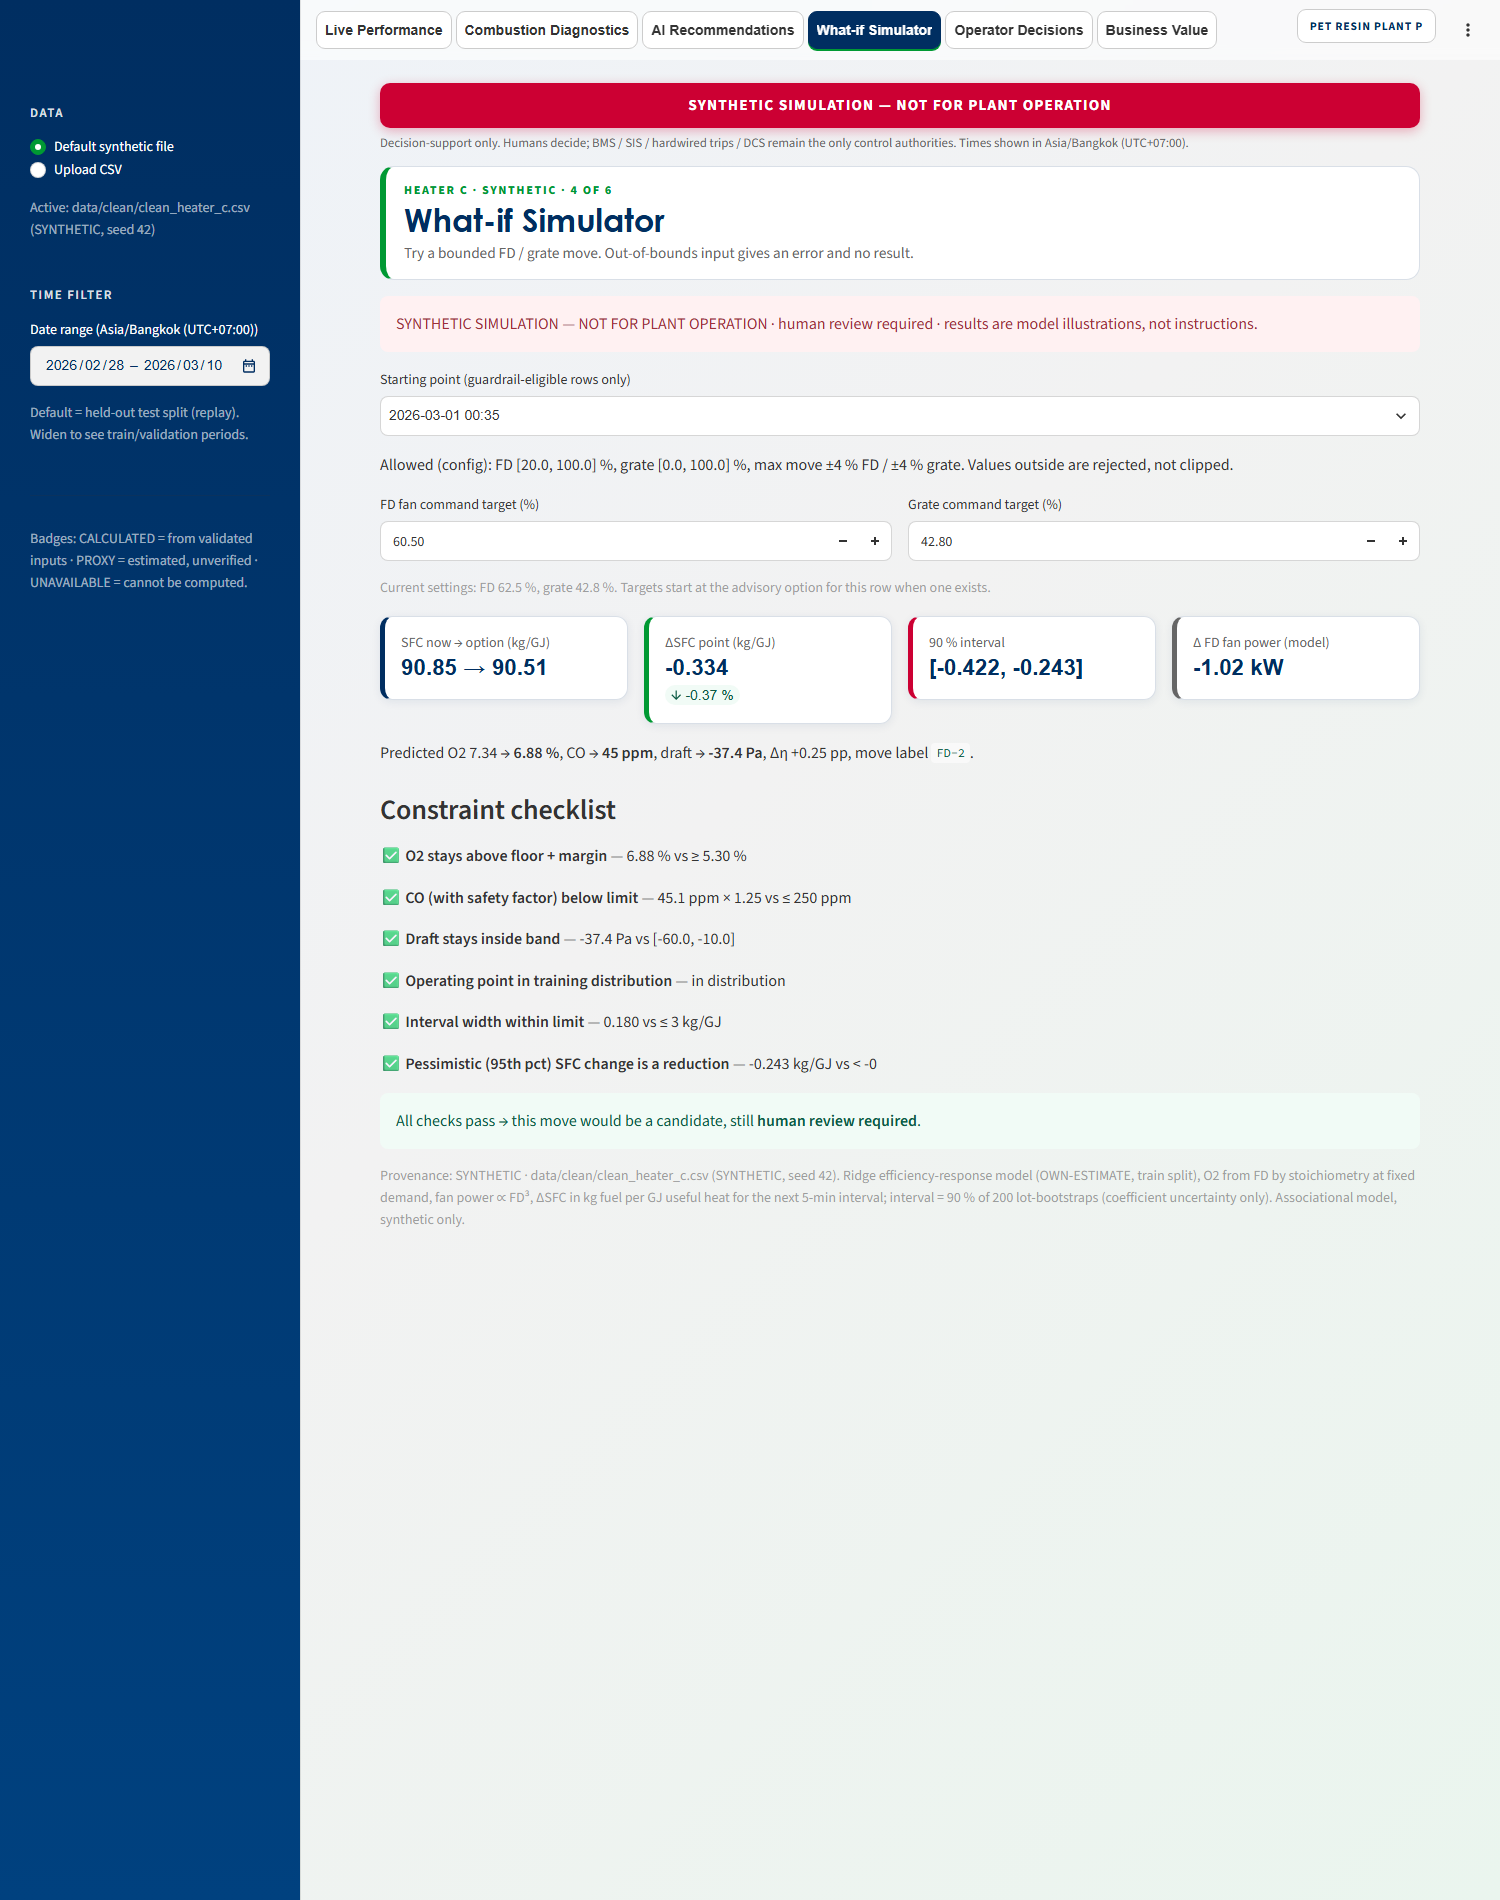 Live Performance
Combustion Diagnostics
AI Recommendations
What-if Simulator
Operator Decisions
Business Value
PET RESIN PLANT P
DATA
Default synthetic file
Upload CSV
Active: data/clean/clean_heater_c.csv
(SYNTHETIC, seed 42)
TIME FILTER
Date range (Asia/Bangkok (UTC+07:00))
2026/02/28 – 2026/03/10
Default = held-out test split (replay).
Widen to see train/validation periods.
Badges: CALCULATED = from validated
inputs · PROXY = estimated, unverified ·
UNAVAILABLE = cannot be computed.
SYNTHETIC SIMULATION — NOT FOR PLANT OPERATION
Decision-support only. Humans decide; BMS / SIS / hardwired trips / DCS remain the only control authorities. Times shown in Asia/Bangkok (UTC+07:00).
HEATER C · SYNTHETIC · 4 OF 6
What-if Simulator
Try a bounded FD / grate move. Out-of-bounds input gives an error and no result.
SYNTHETIC SIMULATION — NOT FOR PLANT OPERATION · human review required · results are model illustrations, not instructions.
Starting point (guardrail-eligible rows only)
2026-03-01 00:35
Allowed (config): FD [20.0, 100.0] %, grate [0.0, 100.0] %, max move ±4 % FD / ±4 % grate. Values outside are rejected, not clipped.
FD fan command target (%)
60.50
Grate command target (%)
42.80
Current settings: FD 62.5 %, grate 42.8 %. Targets start at the advisory option for this row when one exists.
SFC now → option (kg/GJ)
90.85 → 90.51
ΔSFC point (kg/GJ)
-0.334
↓ -0.37 %
90 % interval
[-0.422, -0.243]
Δ FD fan power (model)
-1.02 kW
Predicted O2 7.34 → 6.88 %, CO → 45 ppm, draft → -37.4 Pa, Δη +0.25 pp, move label FD−2 .
Constraint checklist
✅ O2 stays above floor + margin — 6.88 % vs ≥ 5.30 %
✅ CO (with safety factor) below limit — 45.1 ppm × 1.25 vs ≤ 250 ppm
✅ Draft stays inside band — -37.4 Pa vs [-60.0, -10.0]
✅ Operating point in training distribution — in distribution
✅ Interval width within limit — 0.180 vs ≤ 3 kg/GJ
✅ Pessimistic (95th pct) SFC change is a reduction — -0.243 kg/GJ vs < -0
All checks pass → this move would be a candidate, still human review required.
Provenance: SYNTHETIC · data/clean/clean_heater_c.csv (SYNTHETIC, seed 42). Ridge efficiency-response model (OWN-ESTIMATE, train split), O2 from FD by stoichiometry at fixed
demand, fan power ∝ FD³, ΔSFC in kg fuel per GJ useful heat for the next 5-min interval; interval = 90 % of 200 lot-bootstraps (coefficient uncertainty only). Associational model,
synthetic only.